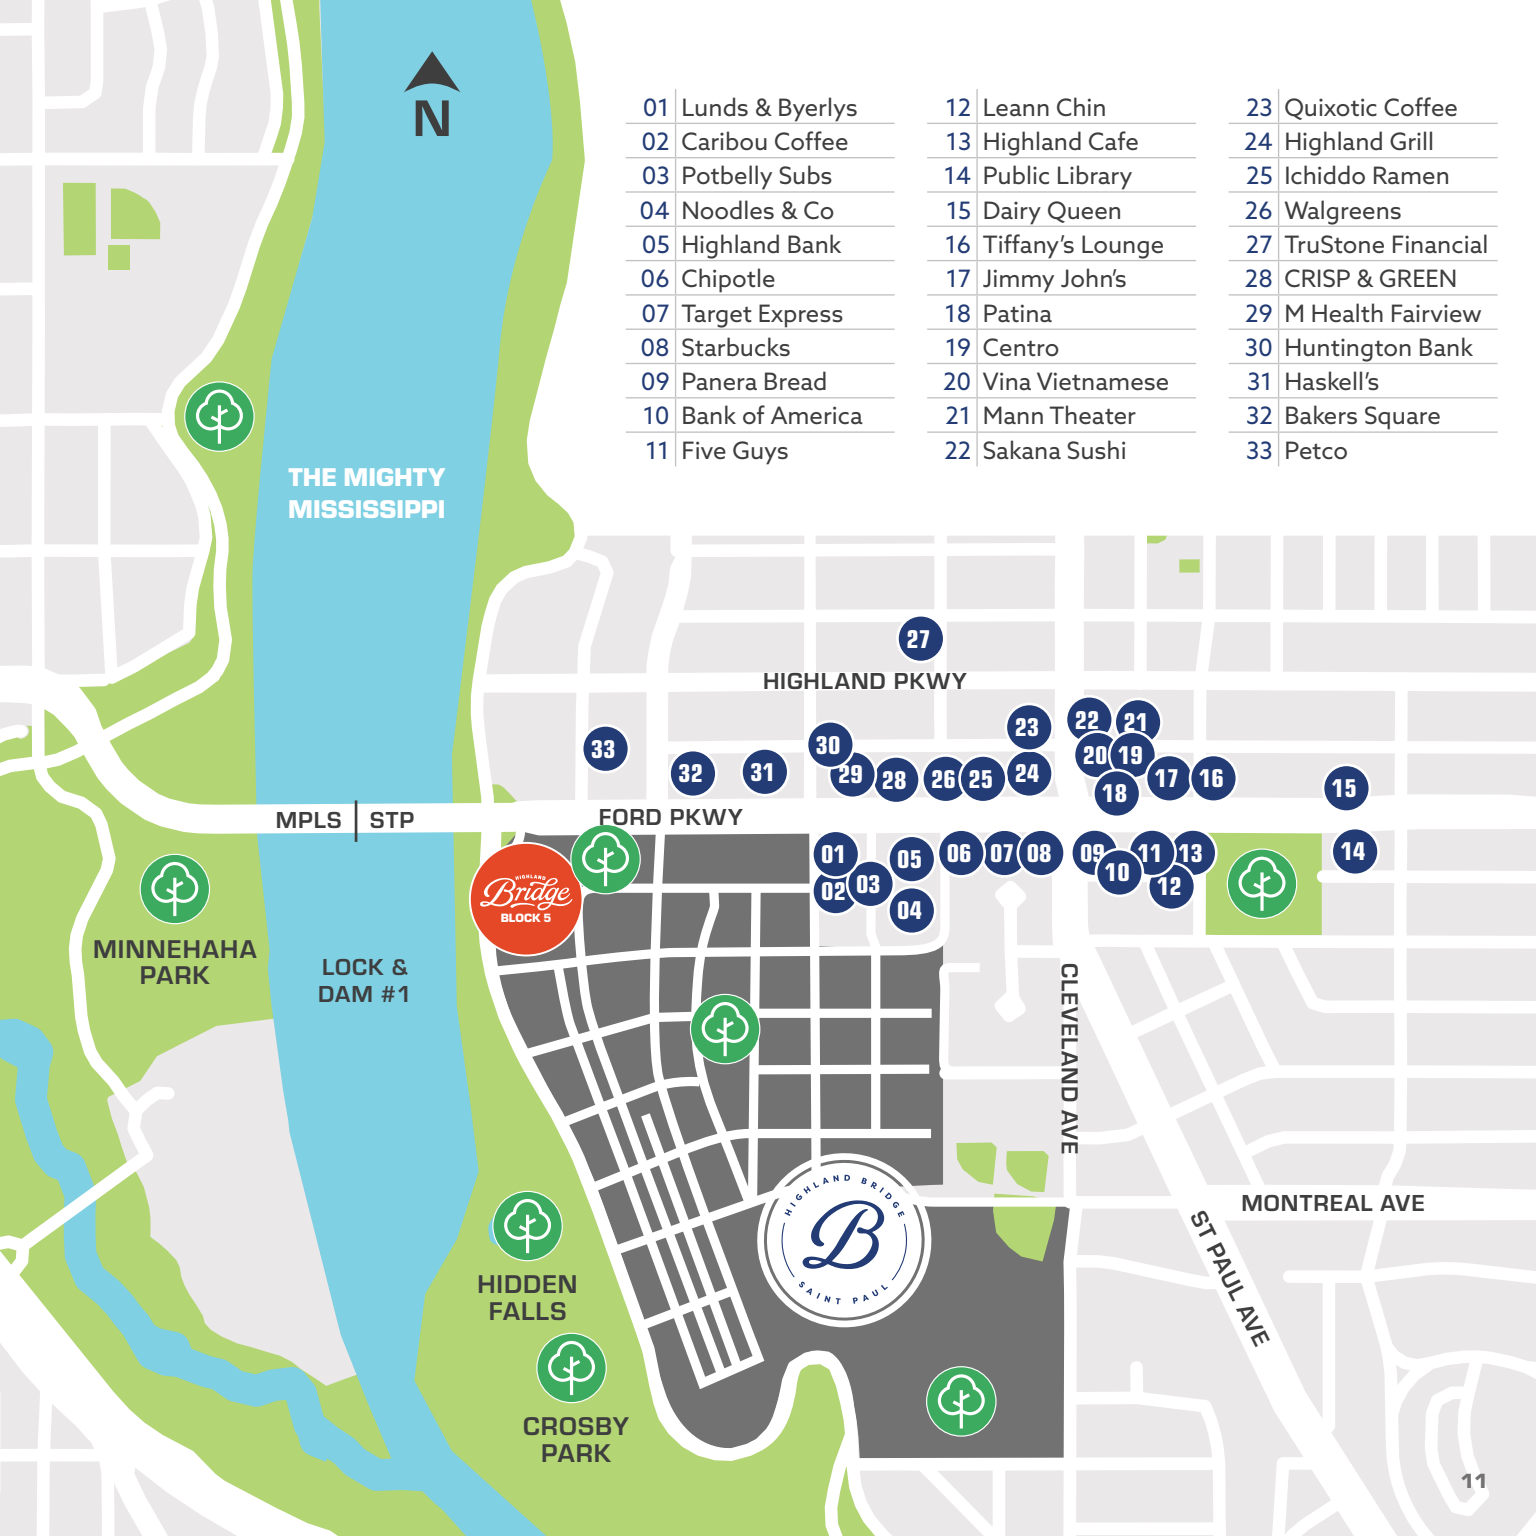 N
01 Lunds & Byerlys
02 Caribou Coffee
03 Potbelly Subs
04 Noodles & Co
05 Highland Bank
06 Chipotle
07 Target Express
08 Starbucks
09 Panera Bread
10 Bank of America
11 Five Guys
12 Leann Chin
13 Highland Cafe
14 Public Library
15 Dairy Queen
16 Tiffany's Lounge
17 Jimmy John's
18 Patina
19 Centro
20 Vina Vietnamese
21 Mann Theater
22 Sakana Sushi
23 Quixotic Coffee
24 Highland Grill
25 Ichiddo Ramen
26 Walgreens
27 TruStone Financial
28 CRISP & GREEN
29 M Health Fairview
30 Huntington Bank
31 Haskell's
32 Bakers Square
33 Petco
THE MIGHTY
MISSISSIPPI
27
HIGHLAND PKWY
33
32
31
30
29
28
26
25
24
23
22
21
20
19
18
17
16
15
MPLS | STP
FORD PKWY
01
02
03
04
05
06
07
08
09
10
11
12
13
14
HIGHLAND
Bridge
BLOCK 5
MINNEHAHA
PARK
LOCK &
DAM #1
CLEVELAND AVE
HIGHLAND BRIDGE
B
SAINT PAUL
MONTREAL AVE
ST PAUL AVE
HIDDEN
FALLS
CROSBY
PARK
11